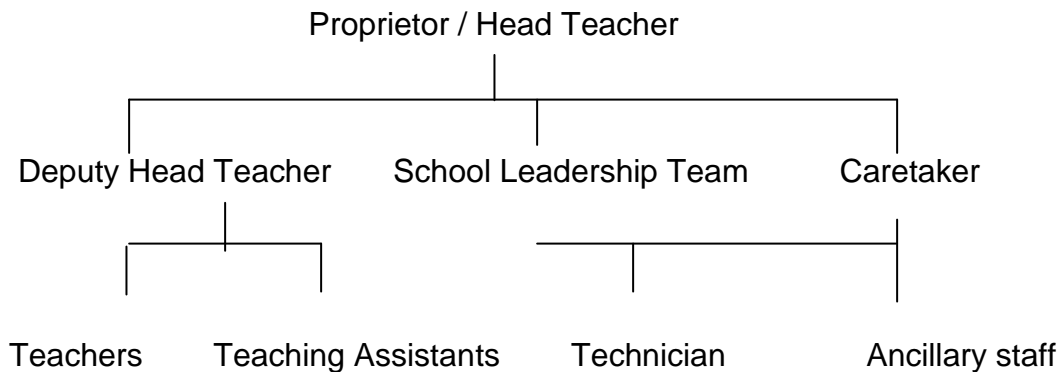 Proprietor / Head Teacher
Deputy Head Teacher School Leadership Team Caretaker
Teachers Teaching Assistants Technician Ancillary staff